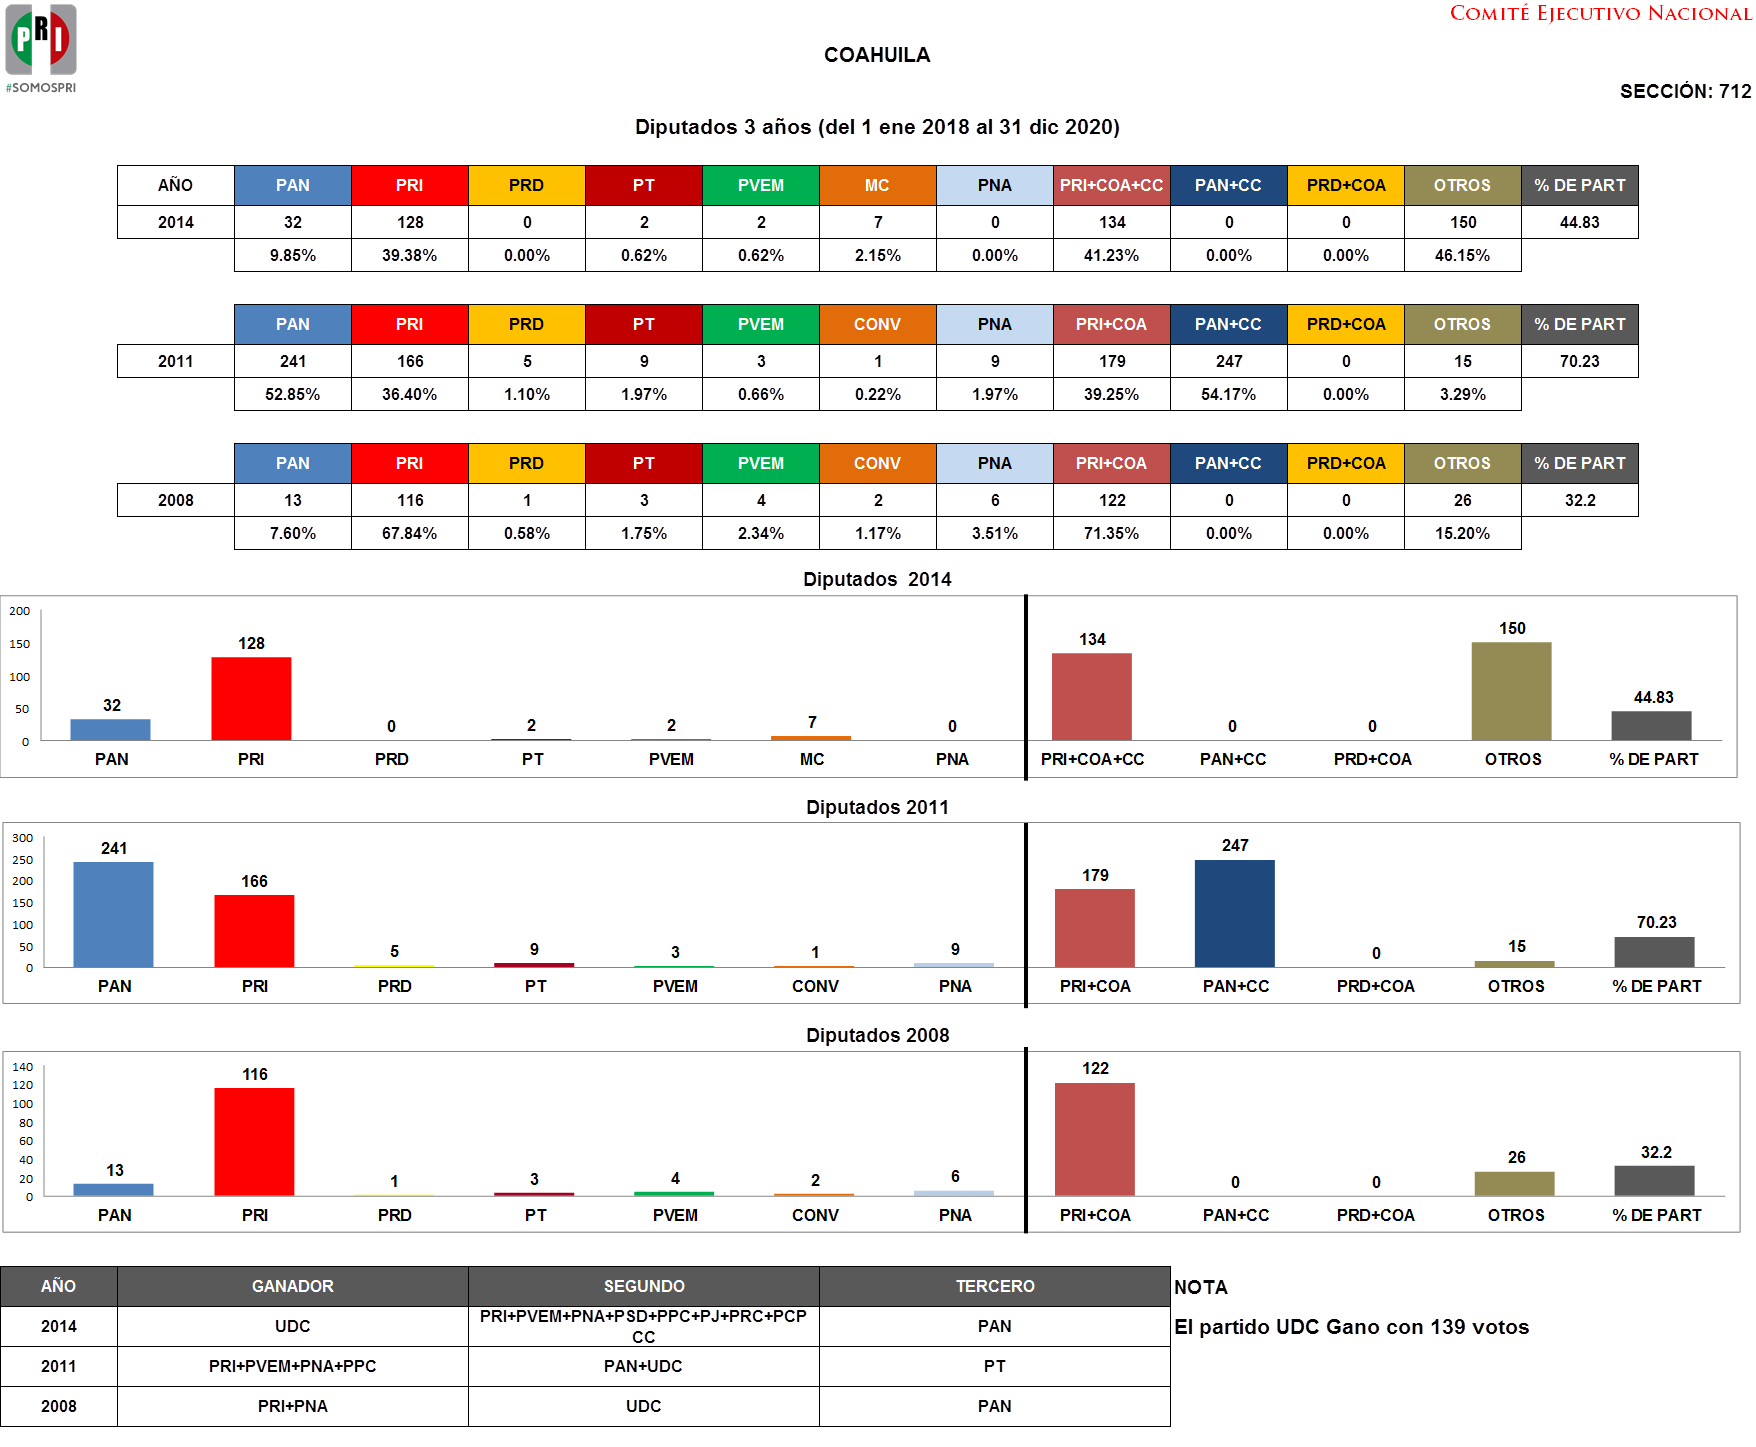 PRI
#SOMOSPRI
COMITÉ EJECUTIVO NACIONAL
COAHUILA
SECCIÓN: 712
Diputados 3 años (del 1 ene 2018 al 31 dic 2020)
AÑO PAN PRI PRD PT PVEM MC PNA PRI+COA+CC PAN+CC PRD+COA OTROS % DE PART
2014 32 128 0 2 2 7 0 134 0 0 150 44.83
9.85% 39.38% 0.00% 0.62% 0.62% 2.15% 0.00% 41.23% 0.00% 0.00% 46.15%
PAN PRI PRD PT PVEM CONV PNA PRI+COA PAN+CC PRD+COA OTROS % DE PART
2011 241 166 5 9 3 1 9 179 247 0 15 70.23
52.85% 36.40% 1.10% 1.97% 0.66% 0.22% 1.97% 39.25% 54.17% 0.00% 3.29%
PAN PRI PRD PT PVEM CONV PNA PRI+COA PAN+CC PRD+COA OTROS % DE PART
2008 13 116 1 3 4 2 6 122 0 0 26 32.2
7.60% 67.84% 0.58% 1.75% 2.34% 1.17% 3.51% 71.35% 0.00% 0.00% 15.20%
Diputados 2014
200
150
100
50
0
32 128 0 2 2 7 0 134 0 0 150 44.83
PAN PRI PRD PT PVEM MC PNA PRI+COA+CC PAN+CC PRD+COA OTROS % DE PART
Diputados 2011
300
250
200
150
100
50
0
241 166 5 9 3 1 9 179 247 0 15 70.23
PAN PRI PRD PT PVEM CONV PNA PRI+COA PAN+CC PRD+COA OTROS % DE PART
Diputados 2008
140
120
100
80
60
40
20
0
13 116 1 3 4 2 6 122 0 0 26 32.2
PAN PRI PRD PT PVEM CONV PNA PRI+COA PAN+CC PRD+COA OTROS % DE PART
AÑO GANADOR SEGUNDO TERCERO NOTA
2014 UDC PRI+PVEM+PNA+PSD+PPC+PJ+PRC+PCP
CC PAN El partido UDC Gano con 139 votos
2011 PRI+PVEM+PNA+PPC PAN+UDC PT
2008 PRI+PNA UDC PAN